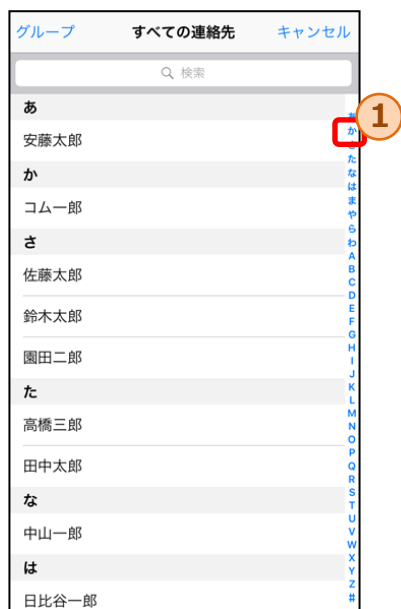 グループ すべての連絡先 キャンセル
検索
あ
安藤太郎
か
コム一郎
さ
佐藤太郎
鈴木太郎
園田二郎
た
高橋三郎
田中太郎
な
中山一郎
は
日比谷一郎
1
か
た
な
は
ま
や
ら
わ
A
B
C
D
E
F
G
H
I
J
K
L
M
N
O
P
Q
R
S
T
U
V
W
X
Y
Z
#